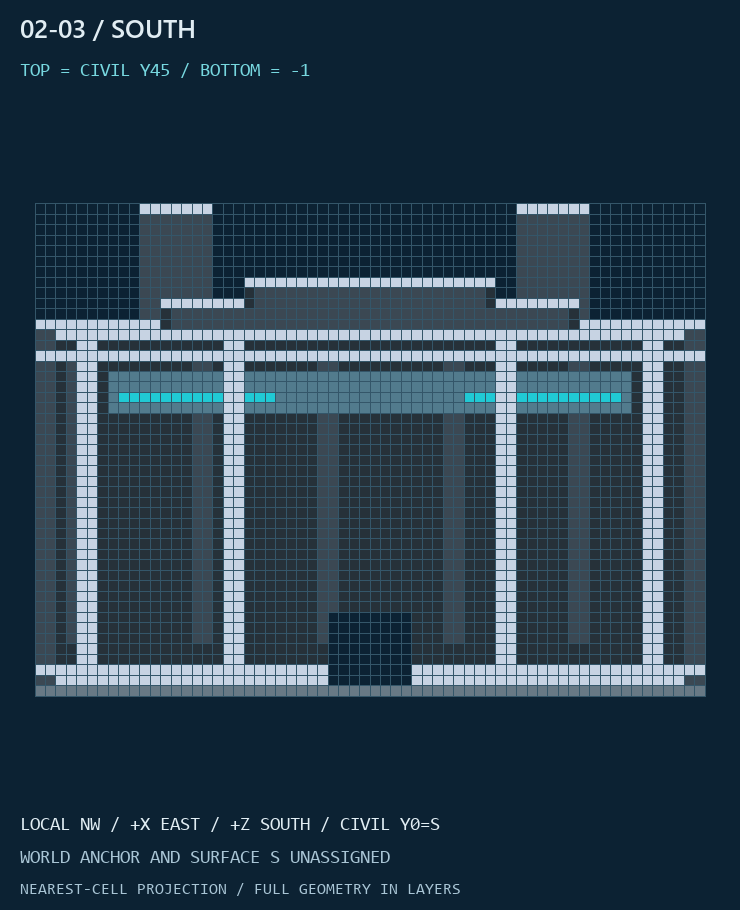 02-03 / SOUTH
TOP = CIVIL Y45 / BOTTOM = -1
LOCAL NW / +X EAST / +Z SOUTH / CIVIL Y0=S
WORLD ANCHOR AND SURFACE S UNASSIGNED
NEAREST-CELL PROJECTION / FULL GEOMETRY IN LAYERS